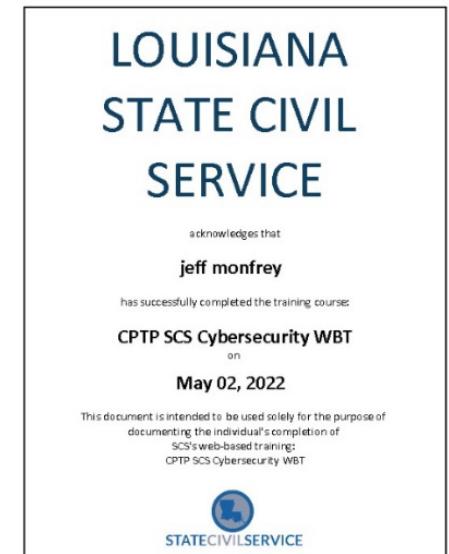 LOUISIANA
STATE CIVIL
SERVICE
acknowledges that
jeff monfrey
has successfully completed the training course:
CPTP SCS Cybersecurity WBT
on
May 02, 2022
This document is intended to be used solely for the purpose of
documenting the individual's completion of
SCS's web-based training:
CPTP SCS Cybersecurity WBT
STATECIVILSERVICE